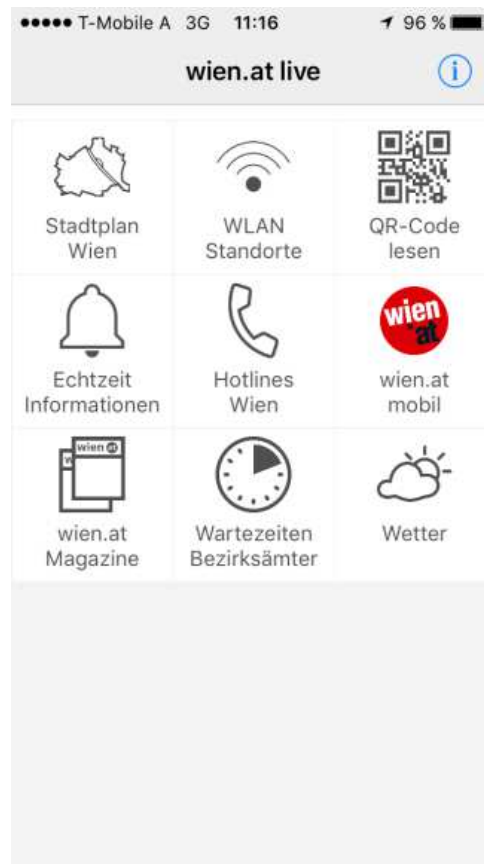 T-Mobile A 3G 11:16 96 %
wien.at live
i
Stadtplan
Wien
WLAN
Standorte
QR-Code
lesen
Echtzeit
Informationen
Hotlines
Wien
wien
at
wien.at
mobil
wien at
w
wien.at
Magazine
Wartezeiten
Bezirksämter
Wetter